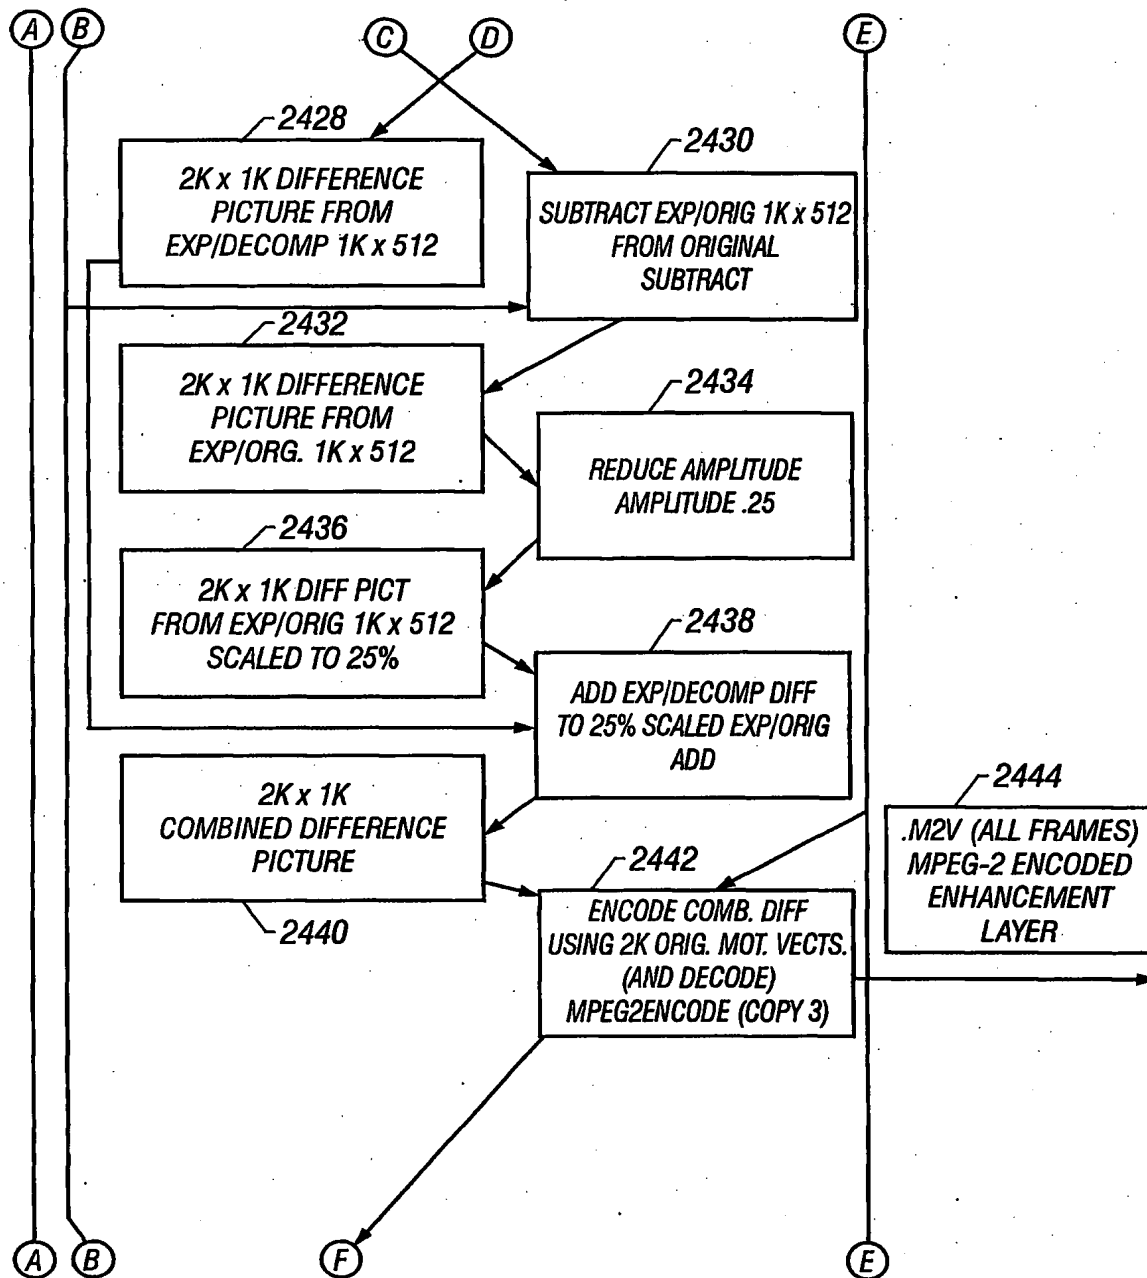 A
B
C
D
E
2428
2K x 1K DIFFERENCE
PICTURE FROM
EXP/DECOMP 1K x 512
2430
SUBTRACT EXP/ORIG 1K x 512
FROM ORIGINAL
SUBTRACT
2432
2K x 1K DIFFERENCE
PICTURE FROM
EXP/ORG. 1K x 512
2434
REDUCE AMPLITUDE
AMPLITUDE .25
2436
2K x 1K DIFF PICT
FROM EXP/ORIG 1K x 512
SCALED TO 25%
2438
ADD EXP/DECOMP DIFF
TO 25% SCALED EXP/ORIG
ADD
2K x 1K
COMBINED DIFFERENCE
PICTURE
2440
2442
ENCODE COMB. DIFF
USING 2K ORIG. MOT. VECTS.
(AND DECODE)
MPEG2ENCODE (COPY 3)
2444
.M2V (ALL FRAMES)
MPEG-2 ENCODED
ENHANCEMENT
LAYER
A
B
F
E